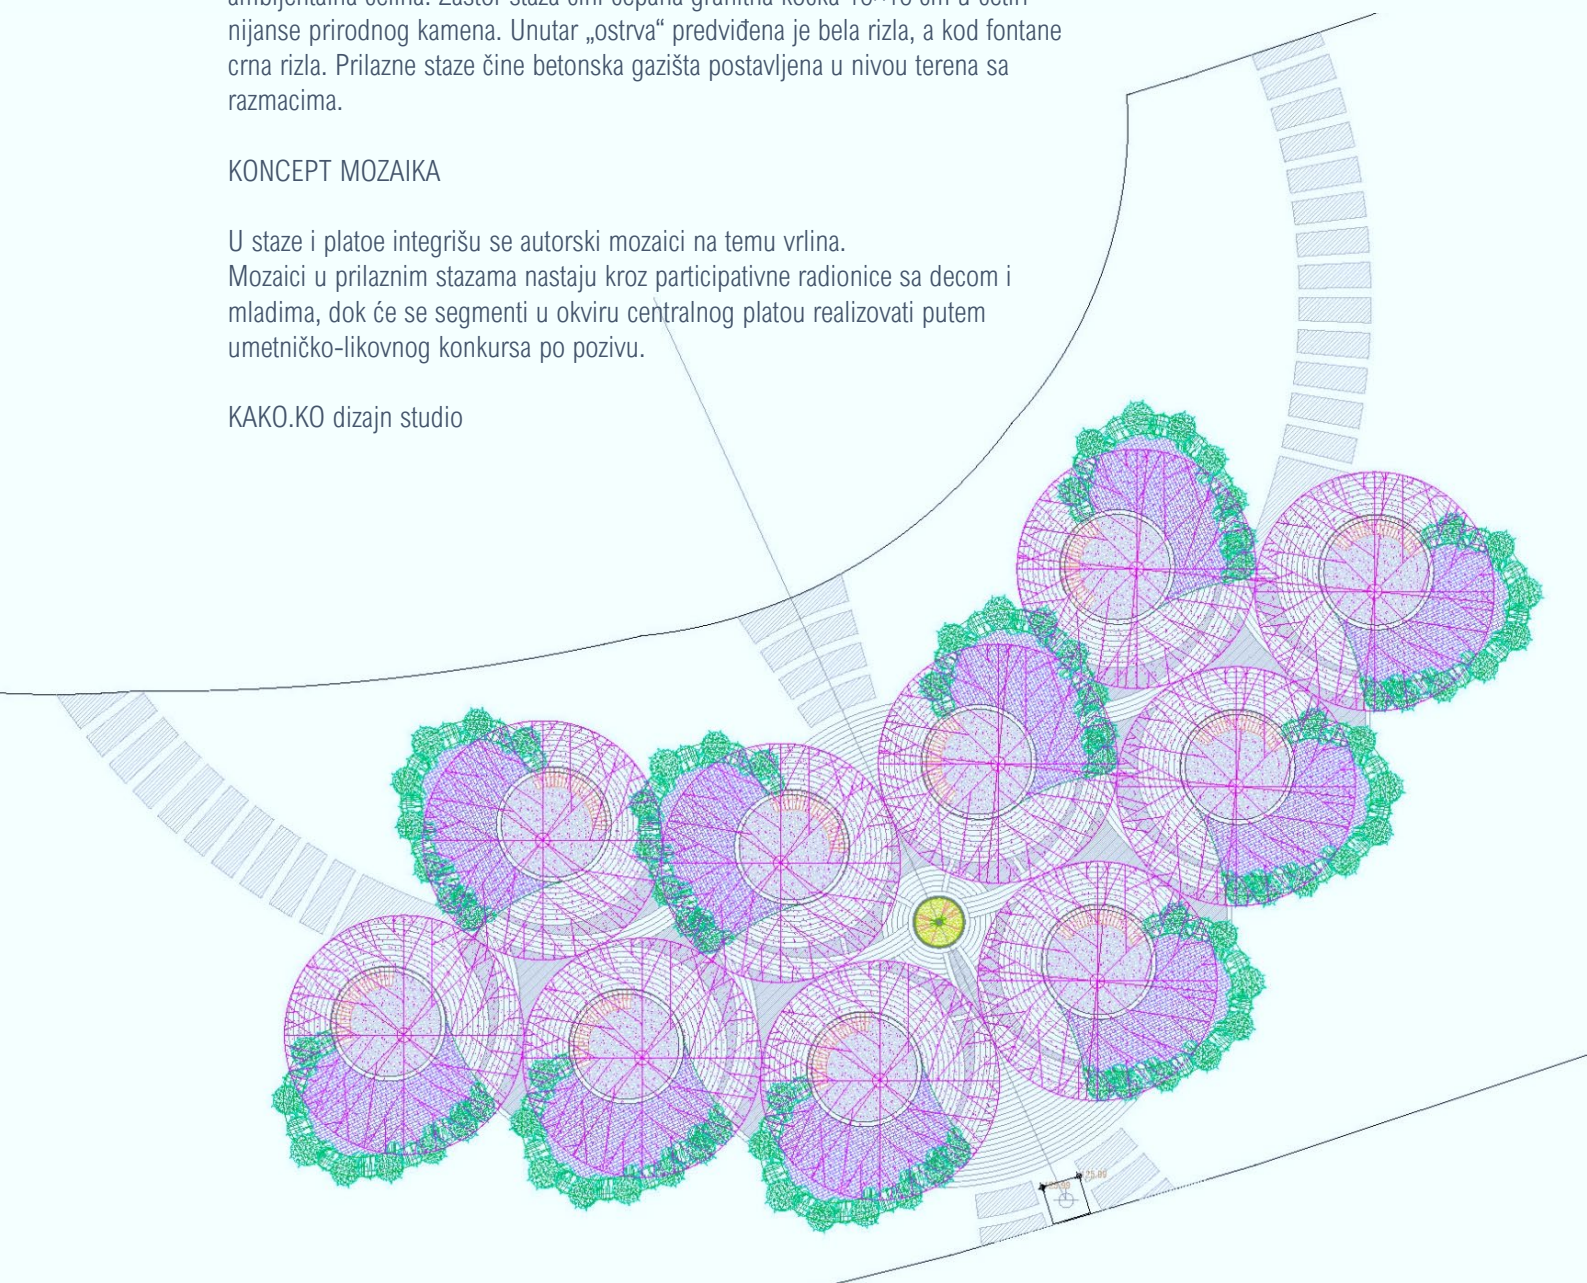 nijanse prirodnog kamena. Unutar „ostrva“ predviđena je bela rizla, a kod fontane
crna rizla. Prilazne staze čine betonska gazišta postavljena u nivou terena sa
razmacima.
KONCEPT MOZAIKA
U staze i platoe integrišu se autorski mozaici na temu vrlina.
Mozaici u prilaznim stazama nastaju kroz participativne radionice sa decom i
mladima, dok će se segmenti u okviru centralnog platou realizovati putem
umetničko-likovnog konkursa po pozivu.
KAKO.KO dizajn studio